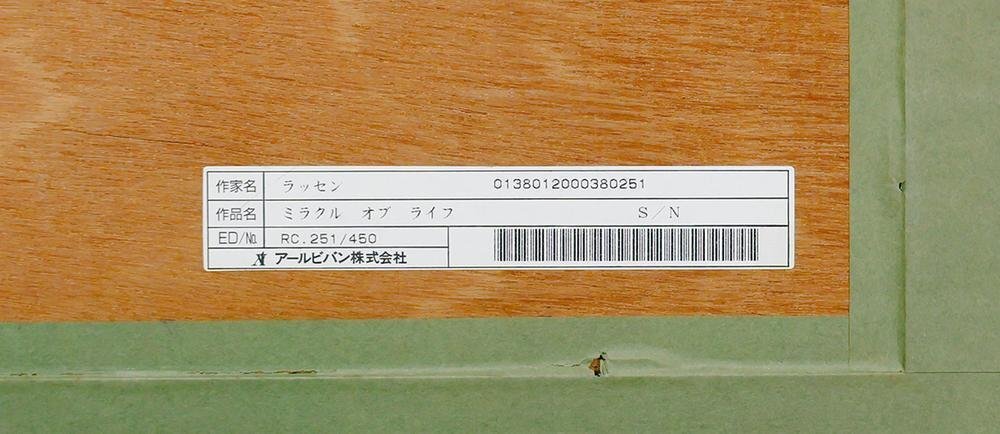 作家名 ラッセン 0138012000380251
作品名 ミラクル オブ ライフ S/N
ED/№ RC.251/450
アールビバン株式会社